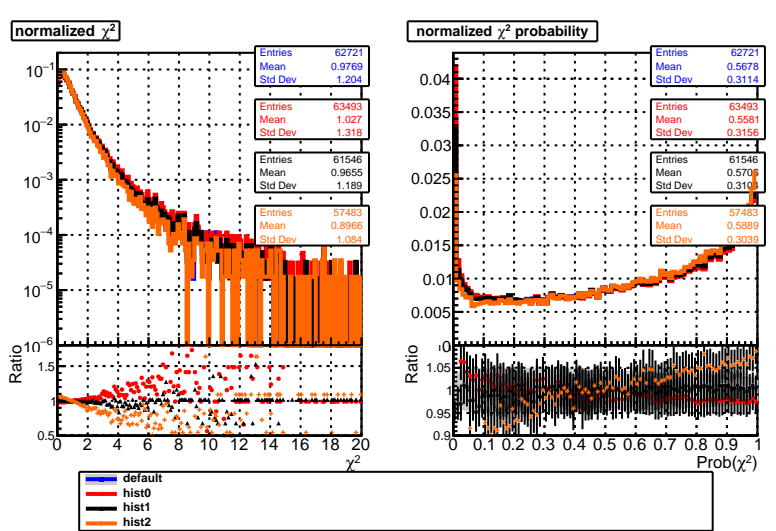 normalized χ²
Entries 62721
Mean 0.9769
Std Dev 1.204
Entries 63493
Mean 1.027
Std Dev 1.318
Entries 61546
Mean 0.9655
Std Dev 1.189
Entries 57483
Mean 0.8966
Std Dev 1.084
10⁻¹
10⁻²
10⁻³
10⁻⁴
10⁻⁵
10⁻⁶
Ratio
1.5
1
0.5
0 2 4 6 8 10 12 14 16 18 20
χ²
normalized χ² probability
Entries 62721
Mean 0.5678
Std Dev 0.3114
Entries 63493
Mean 0.5581
Std Dev 0.3156
Entries 61546
Mean
Std Dev
Entries 57483
Mean 0.5889
Std Dev 0.3039
0.04
0.035
0.03
0.025
0.02
0.015
0.01
0.005
0
Ratio
1.05
1
0.95
0.9
0 0.1 0.2 0.3 0.4 0.5 0.6 0.7 0.8 0.9 1
Prob(χ²)
default
hist0
hist1
hist2